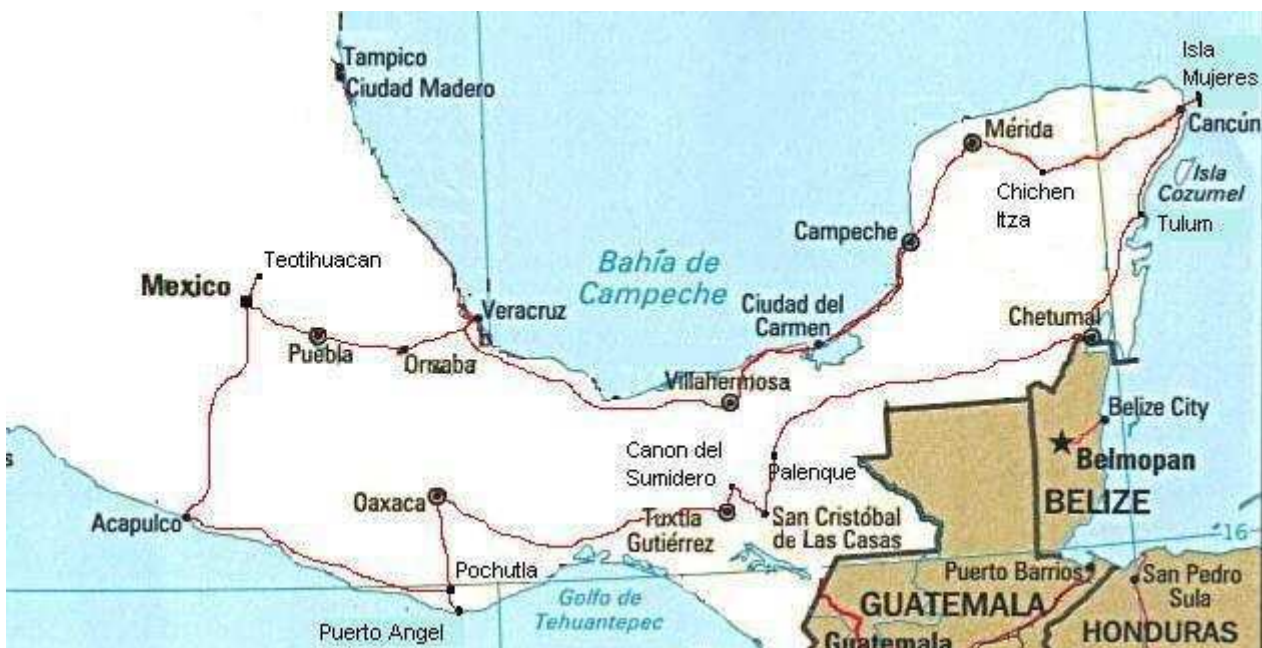 Isla
Mujeres
Tampico
Ciudad Madero
Cancún
Mérida
Isla
Cozumel
Chichen
Itza
Tulum
Campeche
Teotihuacan
Bahía de
Campeche
Mexico
Ciudad del
Carmen
Veracruz
Chetumal
Puebla
Orizaba
Villahermosa
Belize City
Canon del
Sumidero
Palenque
Belmopan
Oaxaca
BELIZE
Acapulco
Tuxtla
Gutiérrez
San Cristóbal
de Las Casas
16
Pochutla
Puerto Barrios
San Pedro
Sula
Golfo de
Tehuantepec
GUATEMALA
Puerto Angel
Guatemala
HONDURAS